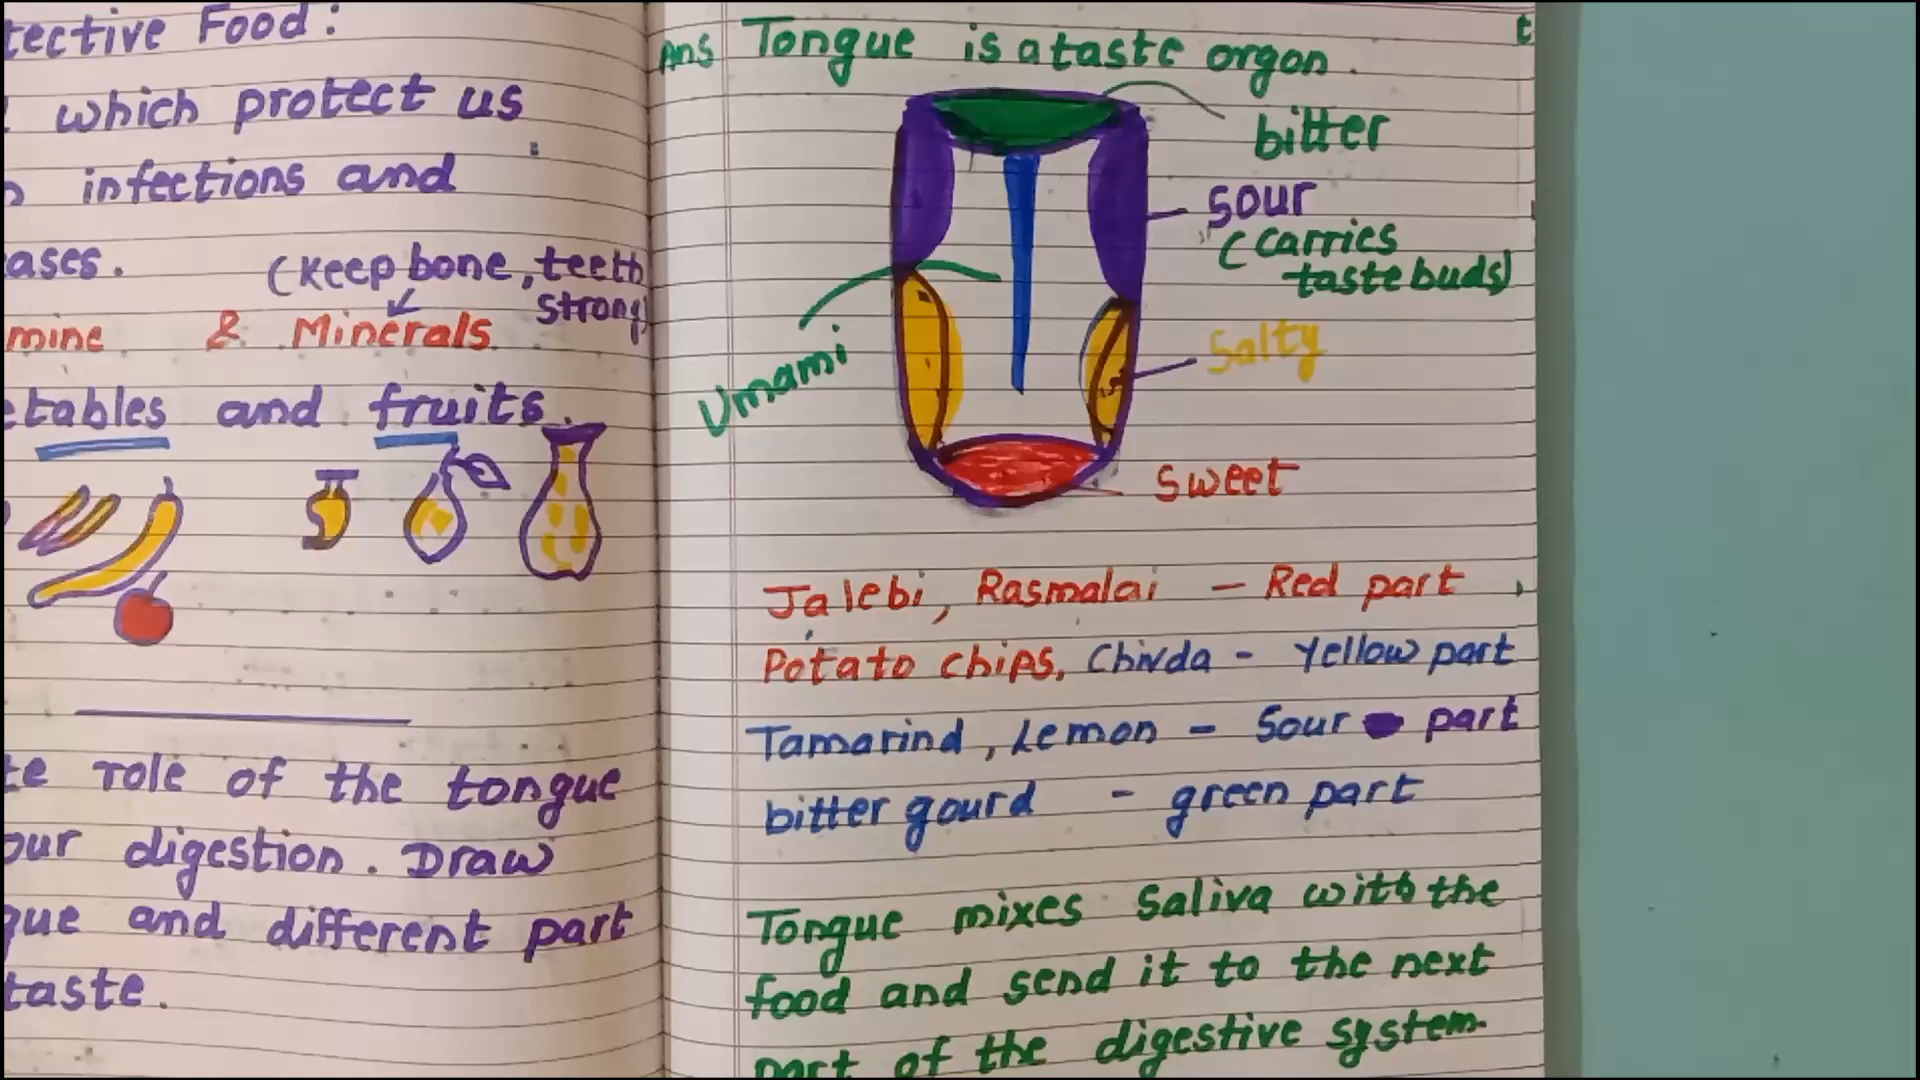 tective Food:
which protect us
infections and
ases.
(Keep bone, teeth
strong)
mine & Minerals
etables and fruits.
te role of the tongue
our digestion. Draw
gue and different part
taste.
Ans Tongue is a taste organ.
bitter
sour
(carries
taste buds)
Umami
Salty
sweet
Jalebi, Rasmalai - Red part
Potato chips, Chivda - Yellow part
Tamarind, Lemon - Sour part
bitter gourd - green part
Tongue mixes saliva with the
food and send it to the next
part of the digestive system.